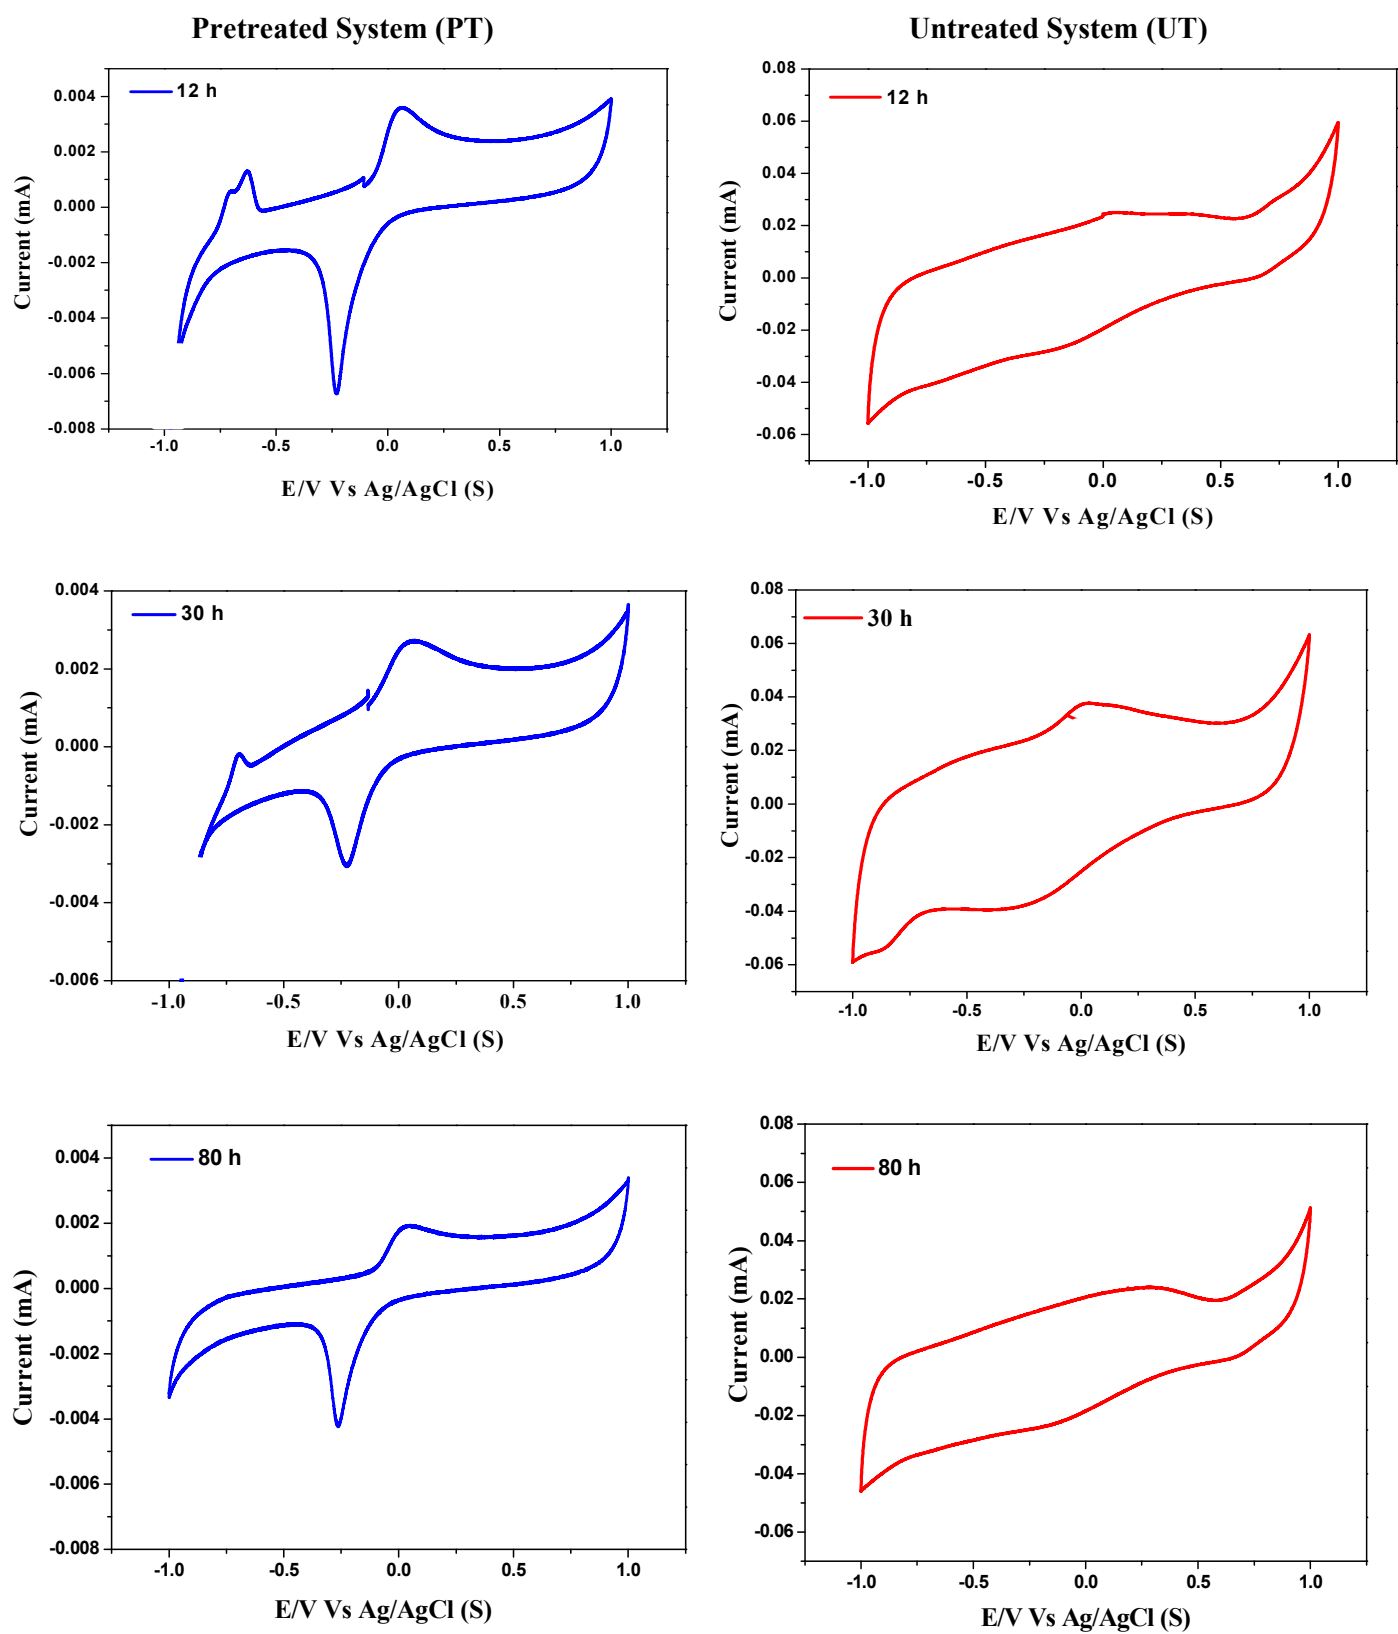 Pretreated System (PT)
Untreated System (UT)
12 h
0.004
0.002
0.000
-0.002
-0.004
-0.006
-0.008
Current (mA)
-1.0 -0.5 0.0 0.5 1.0
E/V Vs Ag/AgCl (S)
12 h
0.08
0.06
0.04
0.02
0.00
-0.02
-0.04
-0.06
Current (mA)
-1.0 -0.5 0.0 0.5 1.0
E/V Vs Ag/AgCl (S)
30 h
0.004
0.002
0.000
-0.002
-0.004
-0.006
Current (mA)
-1.0 -0.5 0.0 0.5 1.0
E/V Vs Ag/AgCl (S)
30 h
0.08
0.06
0.04
0.02
0.00
-0.02
-0.04
-0.06
Current (mA)
-1.0 -0.5 0.0 0.5 1.0
E/V Vs Ag/AgCl (S)
80 h
0.004
0.002
0.000
-0.002
-0.004
-0.006
-0.008
Current (mA)
-1.0 -0.5 0.0 0.5 1.0
E/V Vs Ag/AgCl (S)
80 h
0.08
0.06
0.04
0.02
0.00
-0.02
-0.04
-0.06
Current (mA)
-1.0 -0.5 0.0 0.5 1.0
E/V Vs Ag/AgCl (S)